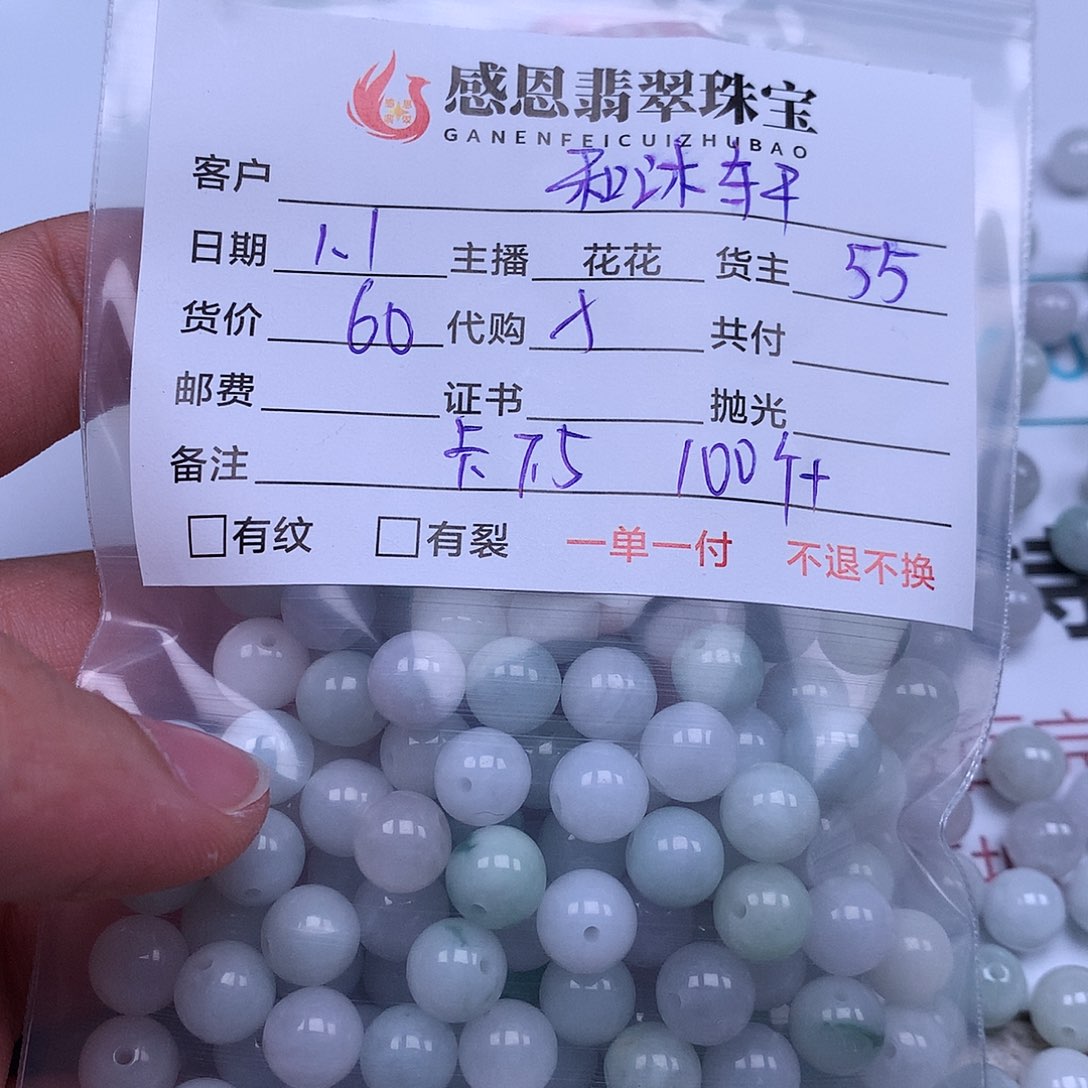 感恩翡翠珠宝
GANENFEICUIZHUBAO
客户 和沐轩
日期 1.1 主播 花花 货主 55
货价 60 代购 共付
邮费 证书 抛光
备注 卡 7.5 100个+
有纹 有裂 一单一付 不退不换